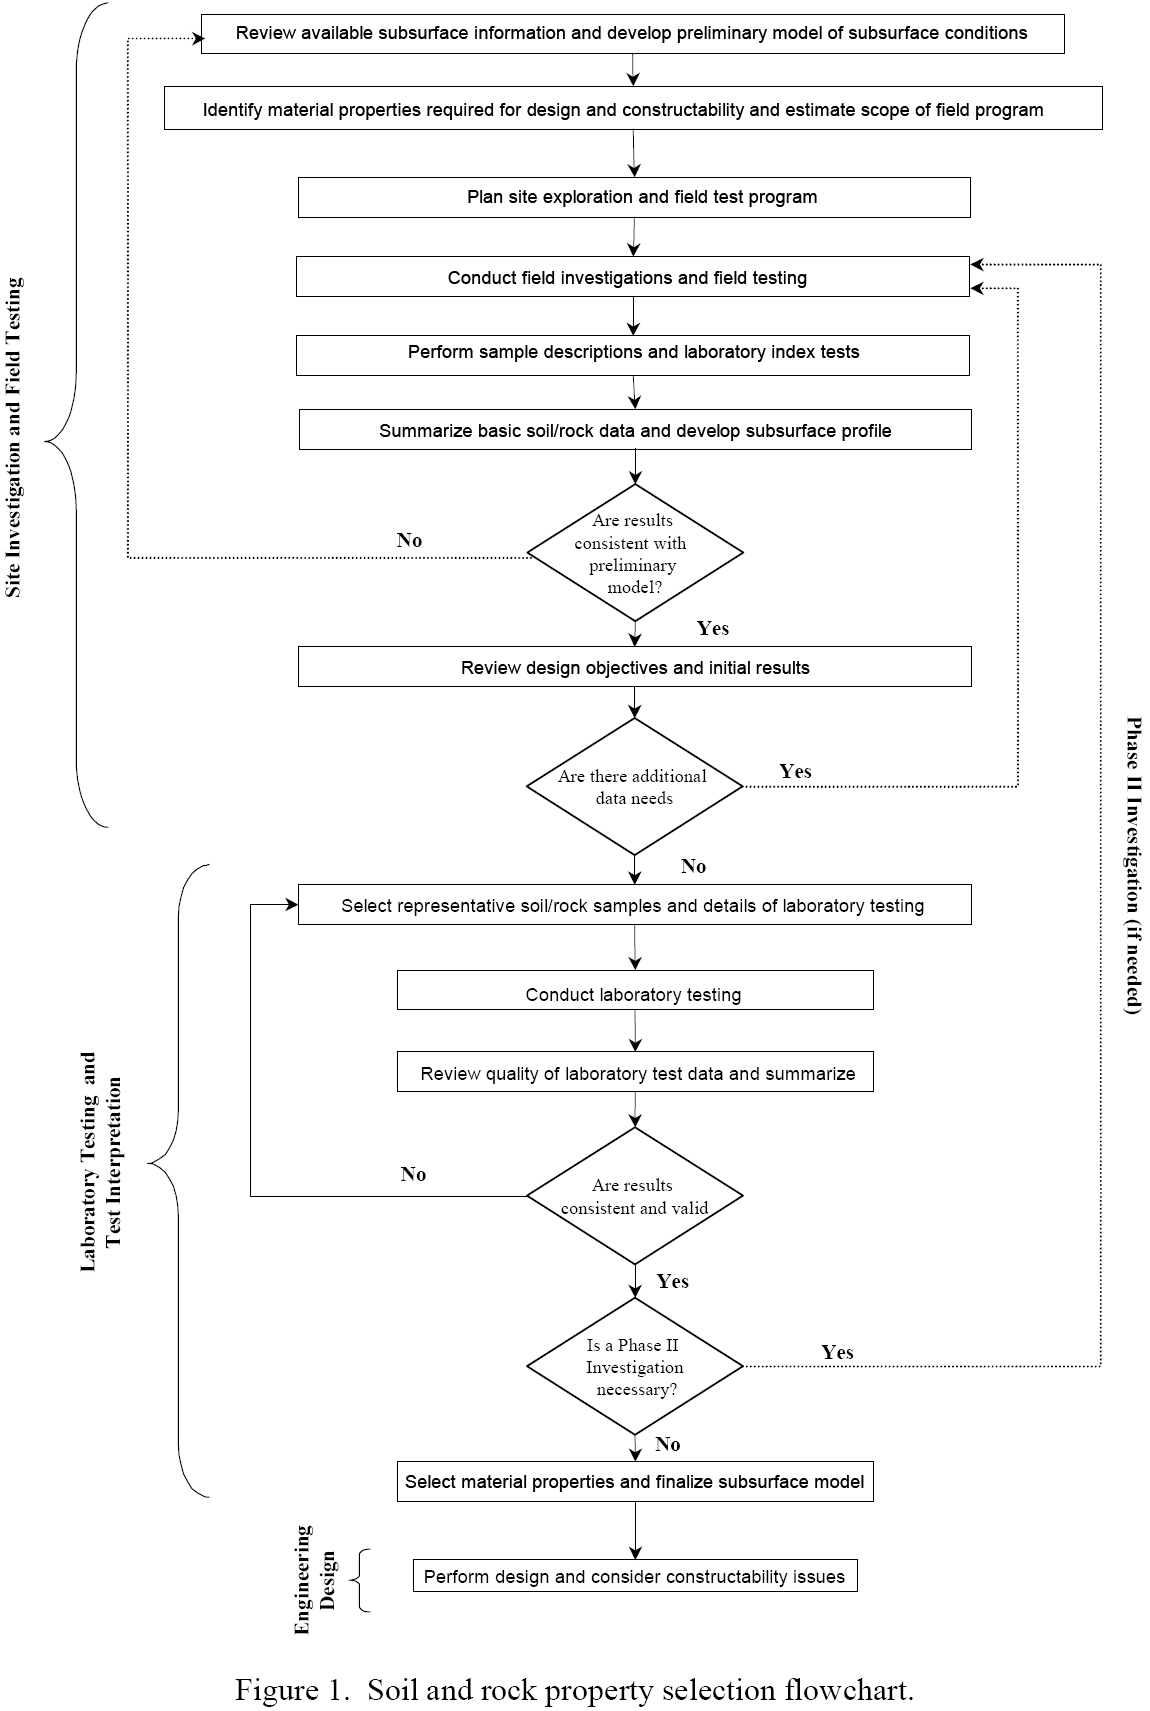 Review available subsurface information and develop preliminary model of subsurface conditions
Identify material properties required for design and constructability and estimate scope of field program
Plan site exploration and field test program
Conduct field investigations and field testing
Perform sample descriptions and laboratory index tests
Summarize basic soil/rock data and develop subsurface profile
Site Investigation and Field Testing
Are results
consistent with
preliminary
model?
No
Yes
Review design objectives and initial results
Are there additional
data needs
Yes
No
Phase II Investigation (if needed)
Select representative soil/rock samples and details of laboratory testing
Conduct laboratory testing
Review quality of laboratory test data and summarize
Laboratory Testing and
Test Interpretation
Are results
consistent and valid
No
Yes
Is a Phase II
Investigation
necessary?
Yes
No
Select material properties and finalize subsurface model
Engineering
Design
Perform design and consider constructability issues
Figure 1. Soil and rock property selection flowchart.